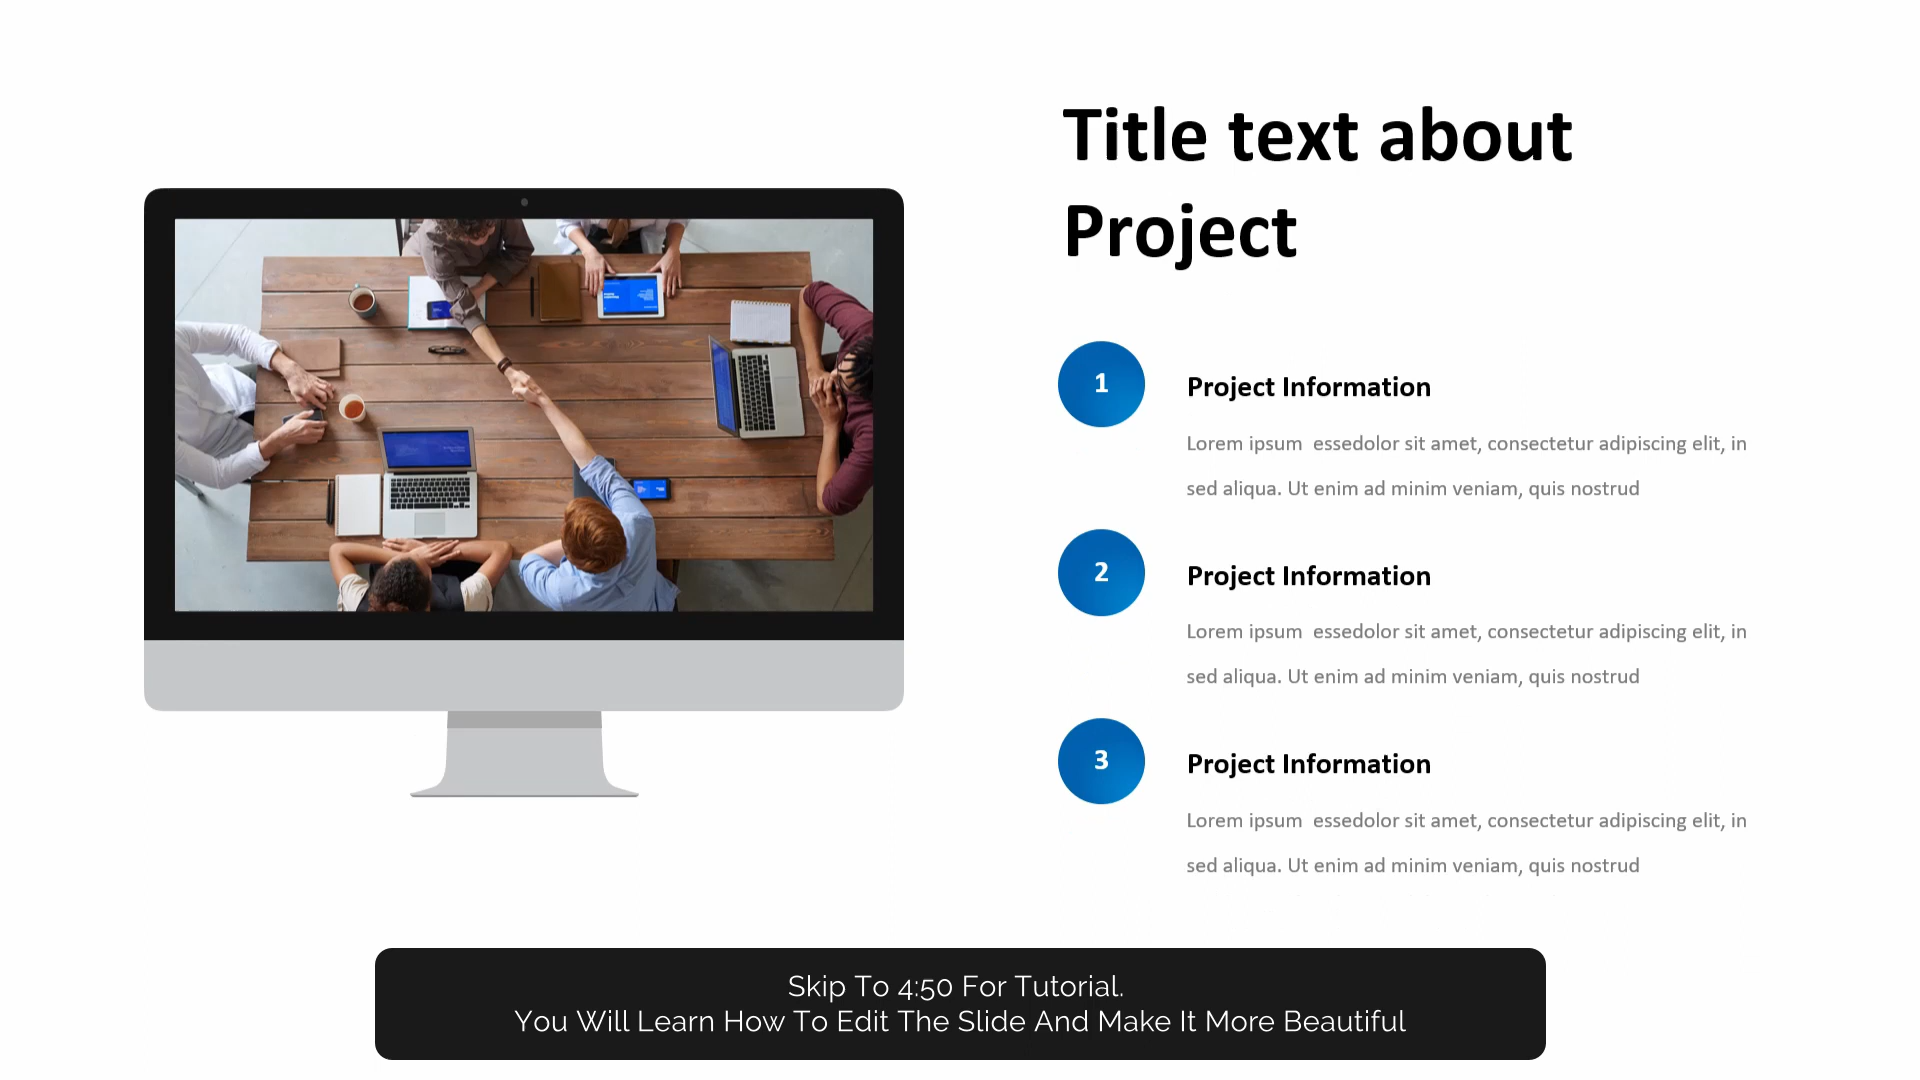 Title text about
Project
1
Project Information
Lorem ipsum  essedolor sit amet, consectetur adipiscing elit, in
sed aliqua. Ut enim ad minim veniam, quis nostrud
2
Project Information
Lorem ipsum  essedolor sit amet, consectetur adipiscing elit, in
sed aliqua. Ut enim ad minim veniam, quis nostrud
3
Project Information
Lorem ipsum  essedolor sit amet, consectetur adipiscing elit, in
sed aliqua. Ut enim ad minim veniam, quis nostrud
Skip To 4:50 For Tutorial.
You Will Learn How To Edit The Slide And Make It More Beautiful